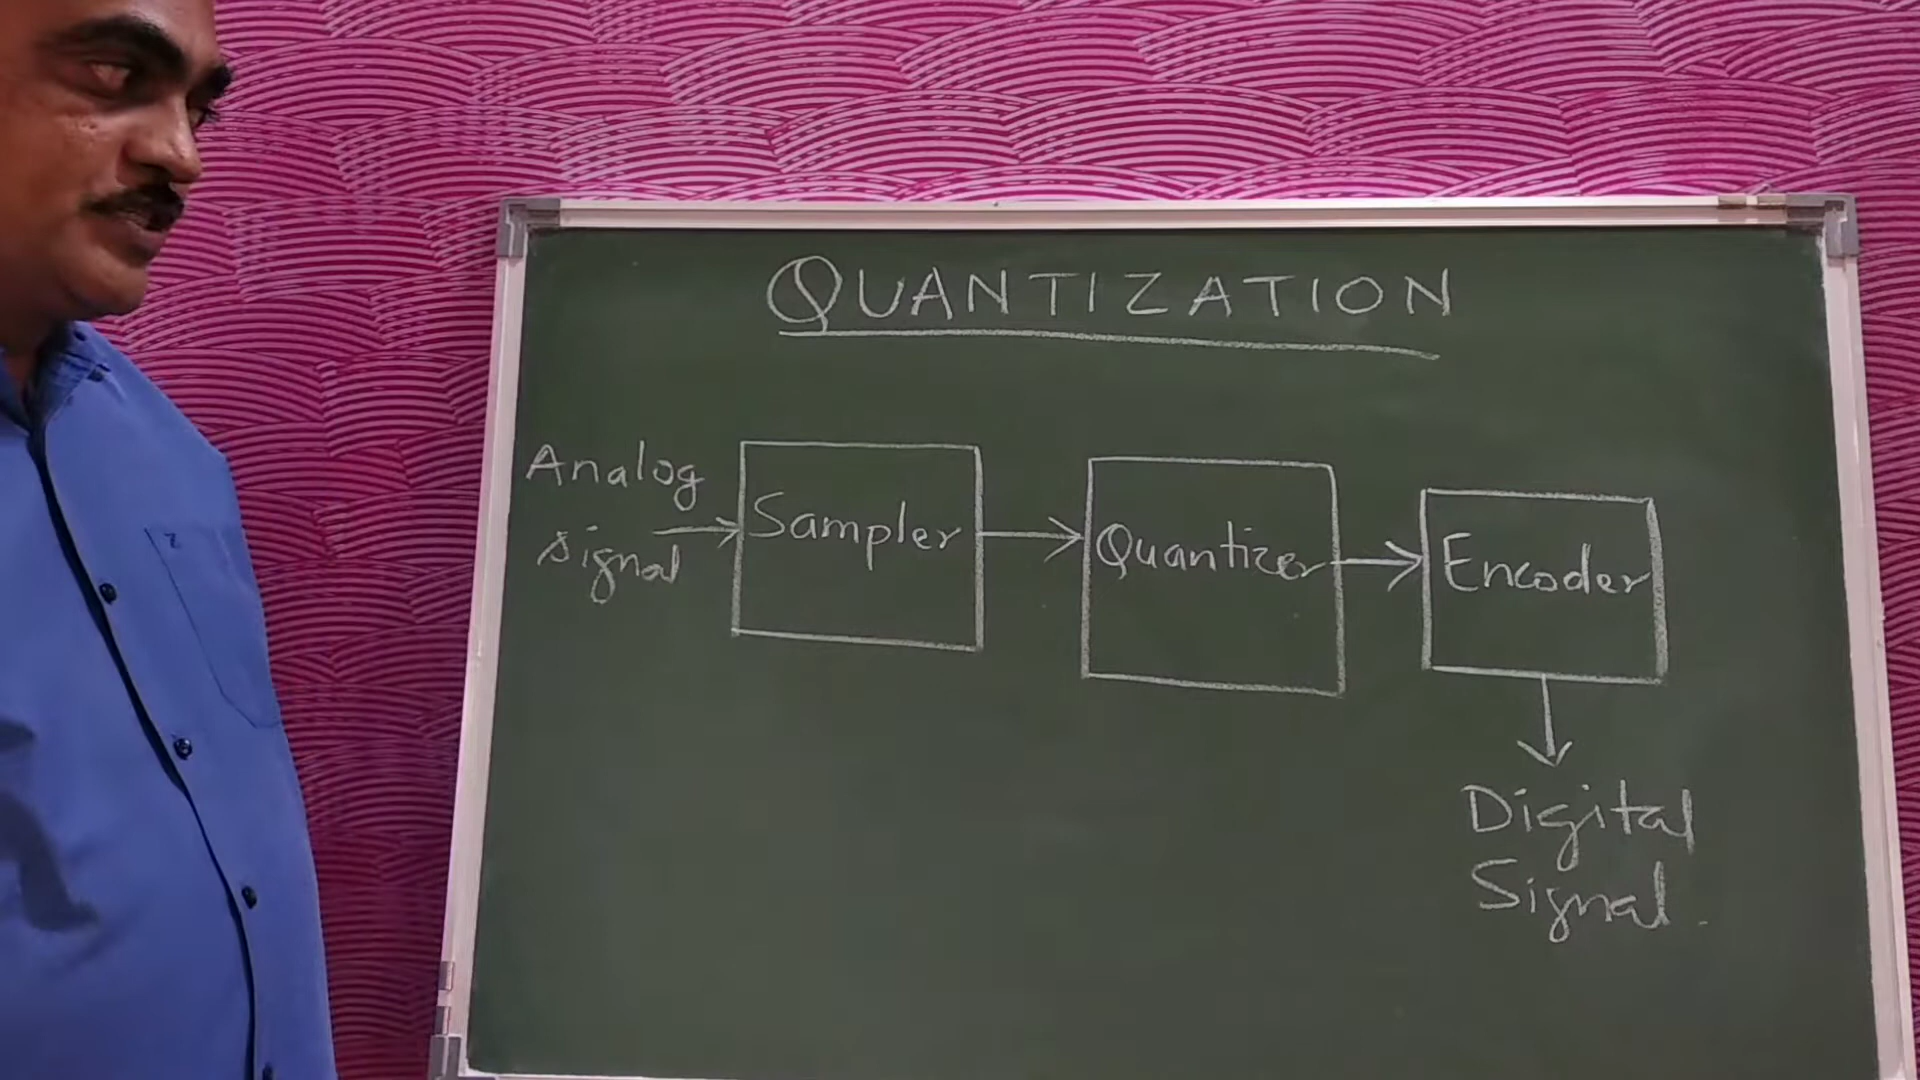 QUANTIZATION
Analog
signal
Sampler
Quantizer
Encoder
Digital
Signal.